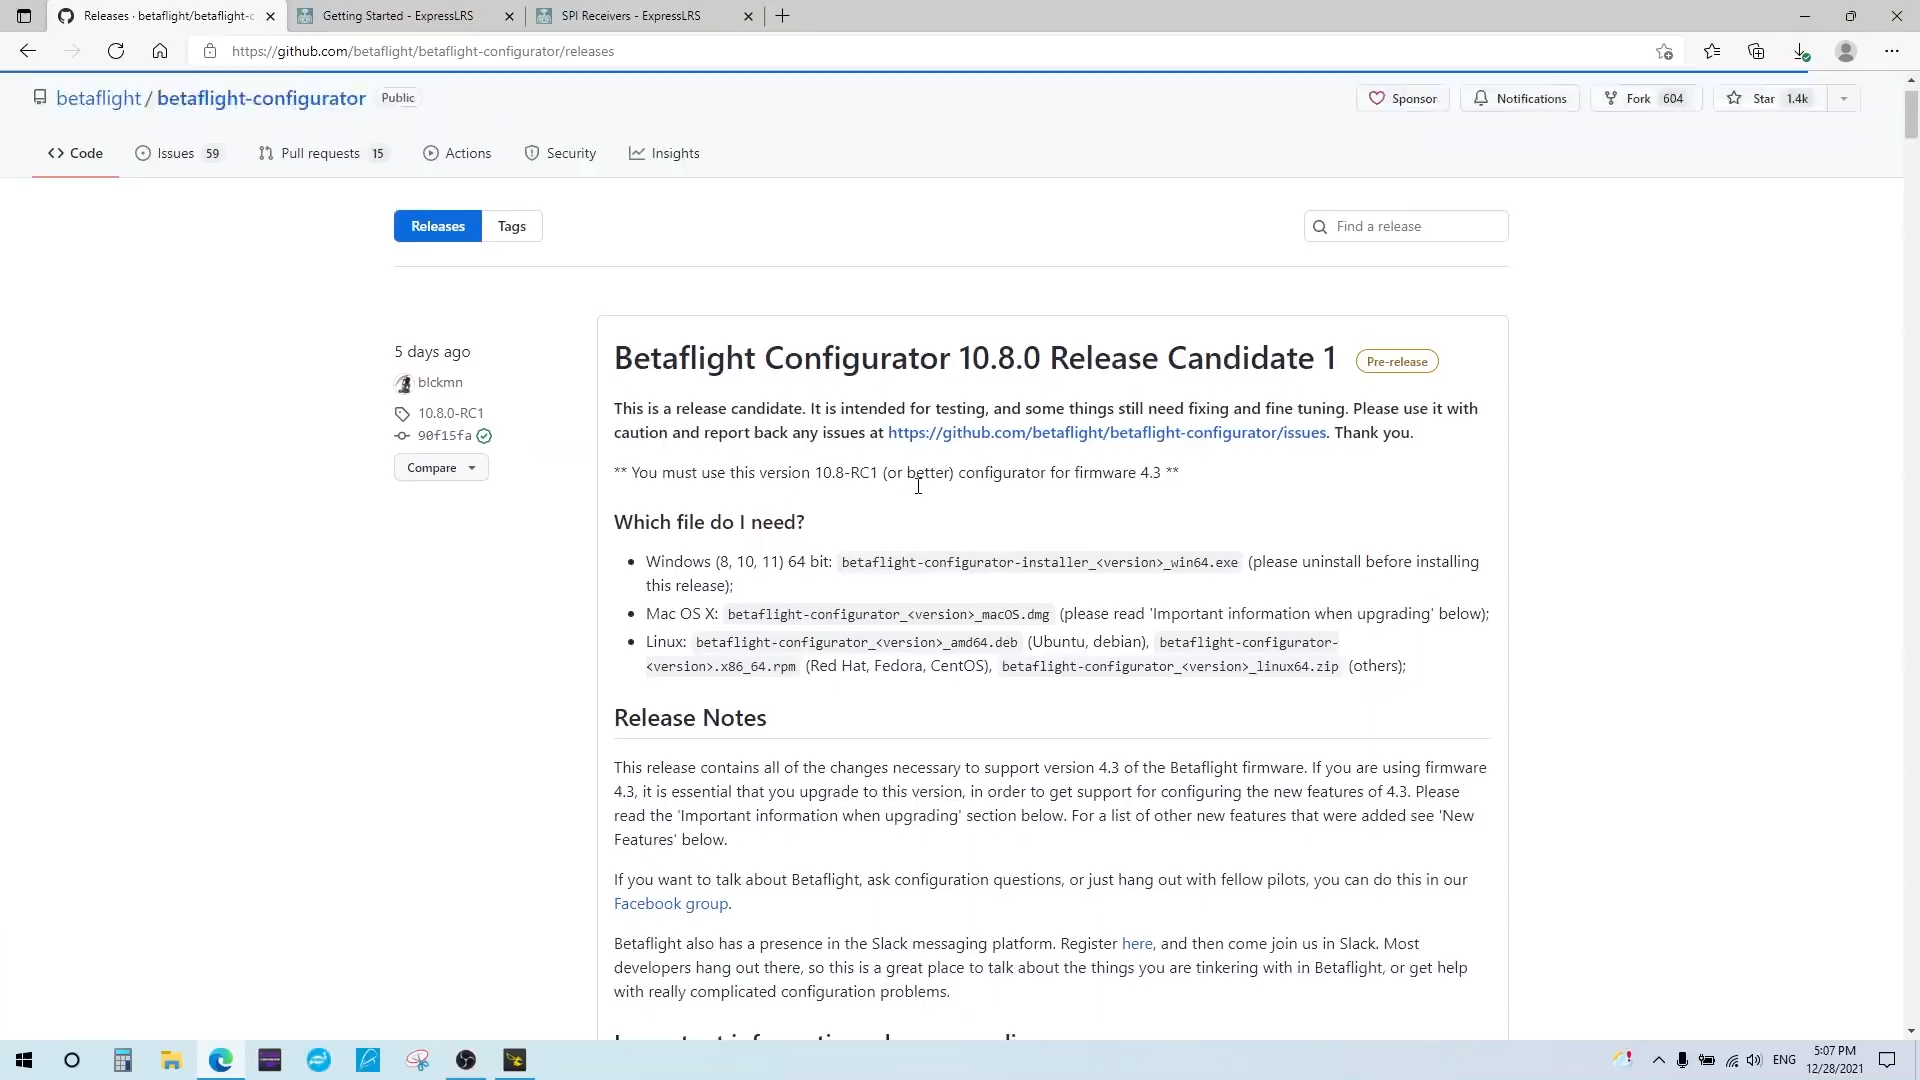 Releases · betaflight/betaflight-c
Getting Started - ExpressLRS
SPI Receivers - ExpressLRS
https://github.com/betaflight/betaflight-configurator/releases
betaflight / betaflight-configurator Public
Sponsor
Notifications
Fork 604
Star 1.4k
Code
Issues 59
Pull requests 15
Actions
Security
Insights
Releases
Tags
Find a release
5 days ago
blckmn
10.8.0-RC1
90f15fa
Compare
Betaflight Configurator 10.8.0 Release Candidate 1 Pre-release
This is a release candidate. It is intended for testing, and some things still need fixing and fine tuning. Please use it with
caution and report back any issues at https://github.com/betaflight/betaflight-configurator/issues. Thank you.
** You must use this version 10.8-RC1 (or better) configurator for firmware 4.3 **
Which file do I need?
Windows (8, 10, 11) 64 bit: betaflight-configurator-installer_<version>_win64.exe (please uninstall before installing
this release);
Mac OS X: betaflight-configurator_<version>_macOS.dmg (please read 'Important information when upgrading' below);
Linux: betaflight-configurator_<version>_amd64.deb (Ubuntu, debian), betaflight-configurator-
<version>.x86_64.rpm (Red Hat, Fedora, CentOS), betaflight-configurator_<version>_linux64.zip (others);
Release Notes
This release contains all of the changes necessary to support version 4.3 of the Betaflight firmware. If you are using firmware
4.3, it is essential that you upgrade to this version, in order to get support for configuring the new features of 4.3. Please
read the 'Important information when upgrading' section below. For a list of other new features that were added see 'New
Features' below.
If you want to talk about Betaflight, ask configuration questions, or just hang out with fellow pilots, you can do this in our
Facebook group.
Betaflight also has a presence in the Slack messaging platform. Register here, and then come join us in Slack. Most
developers hang out there, so this is a great place to talk about the things you are tinkering with in Betaflight, or get help
with really complicated configuration problems.
ENG
5:07 PM
12/28/2021